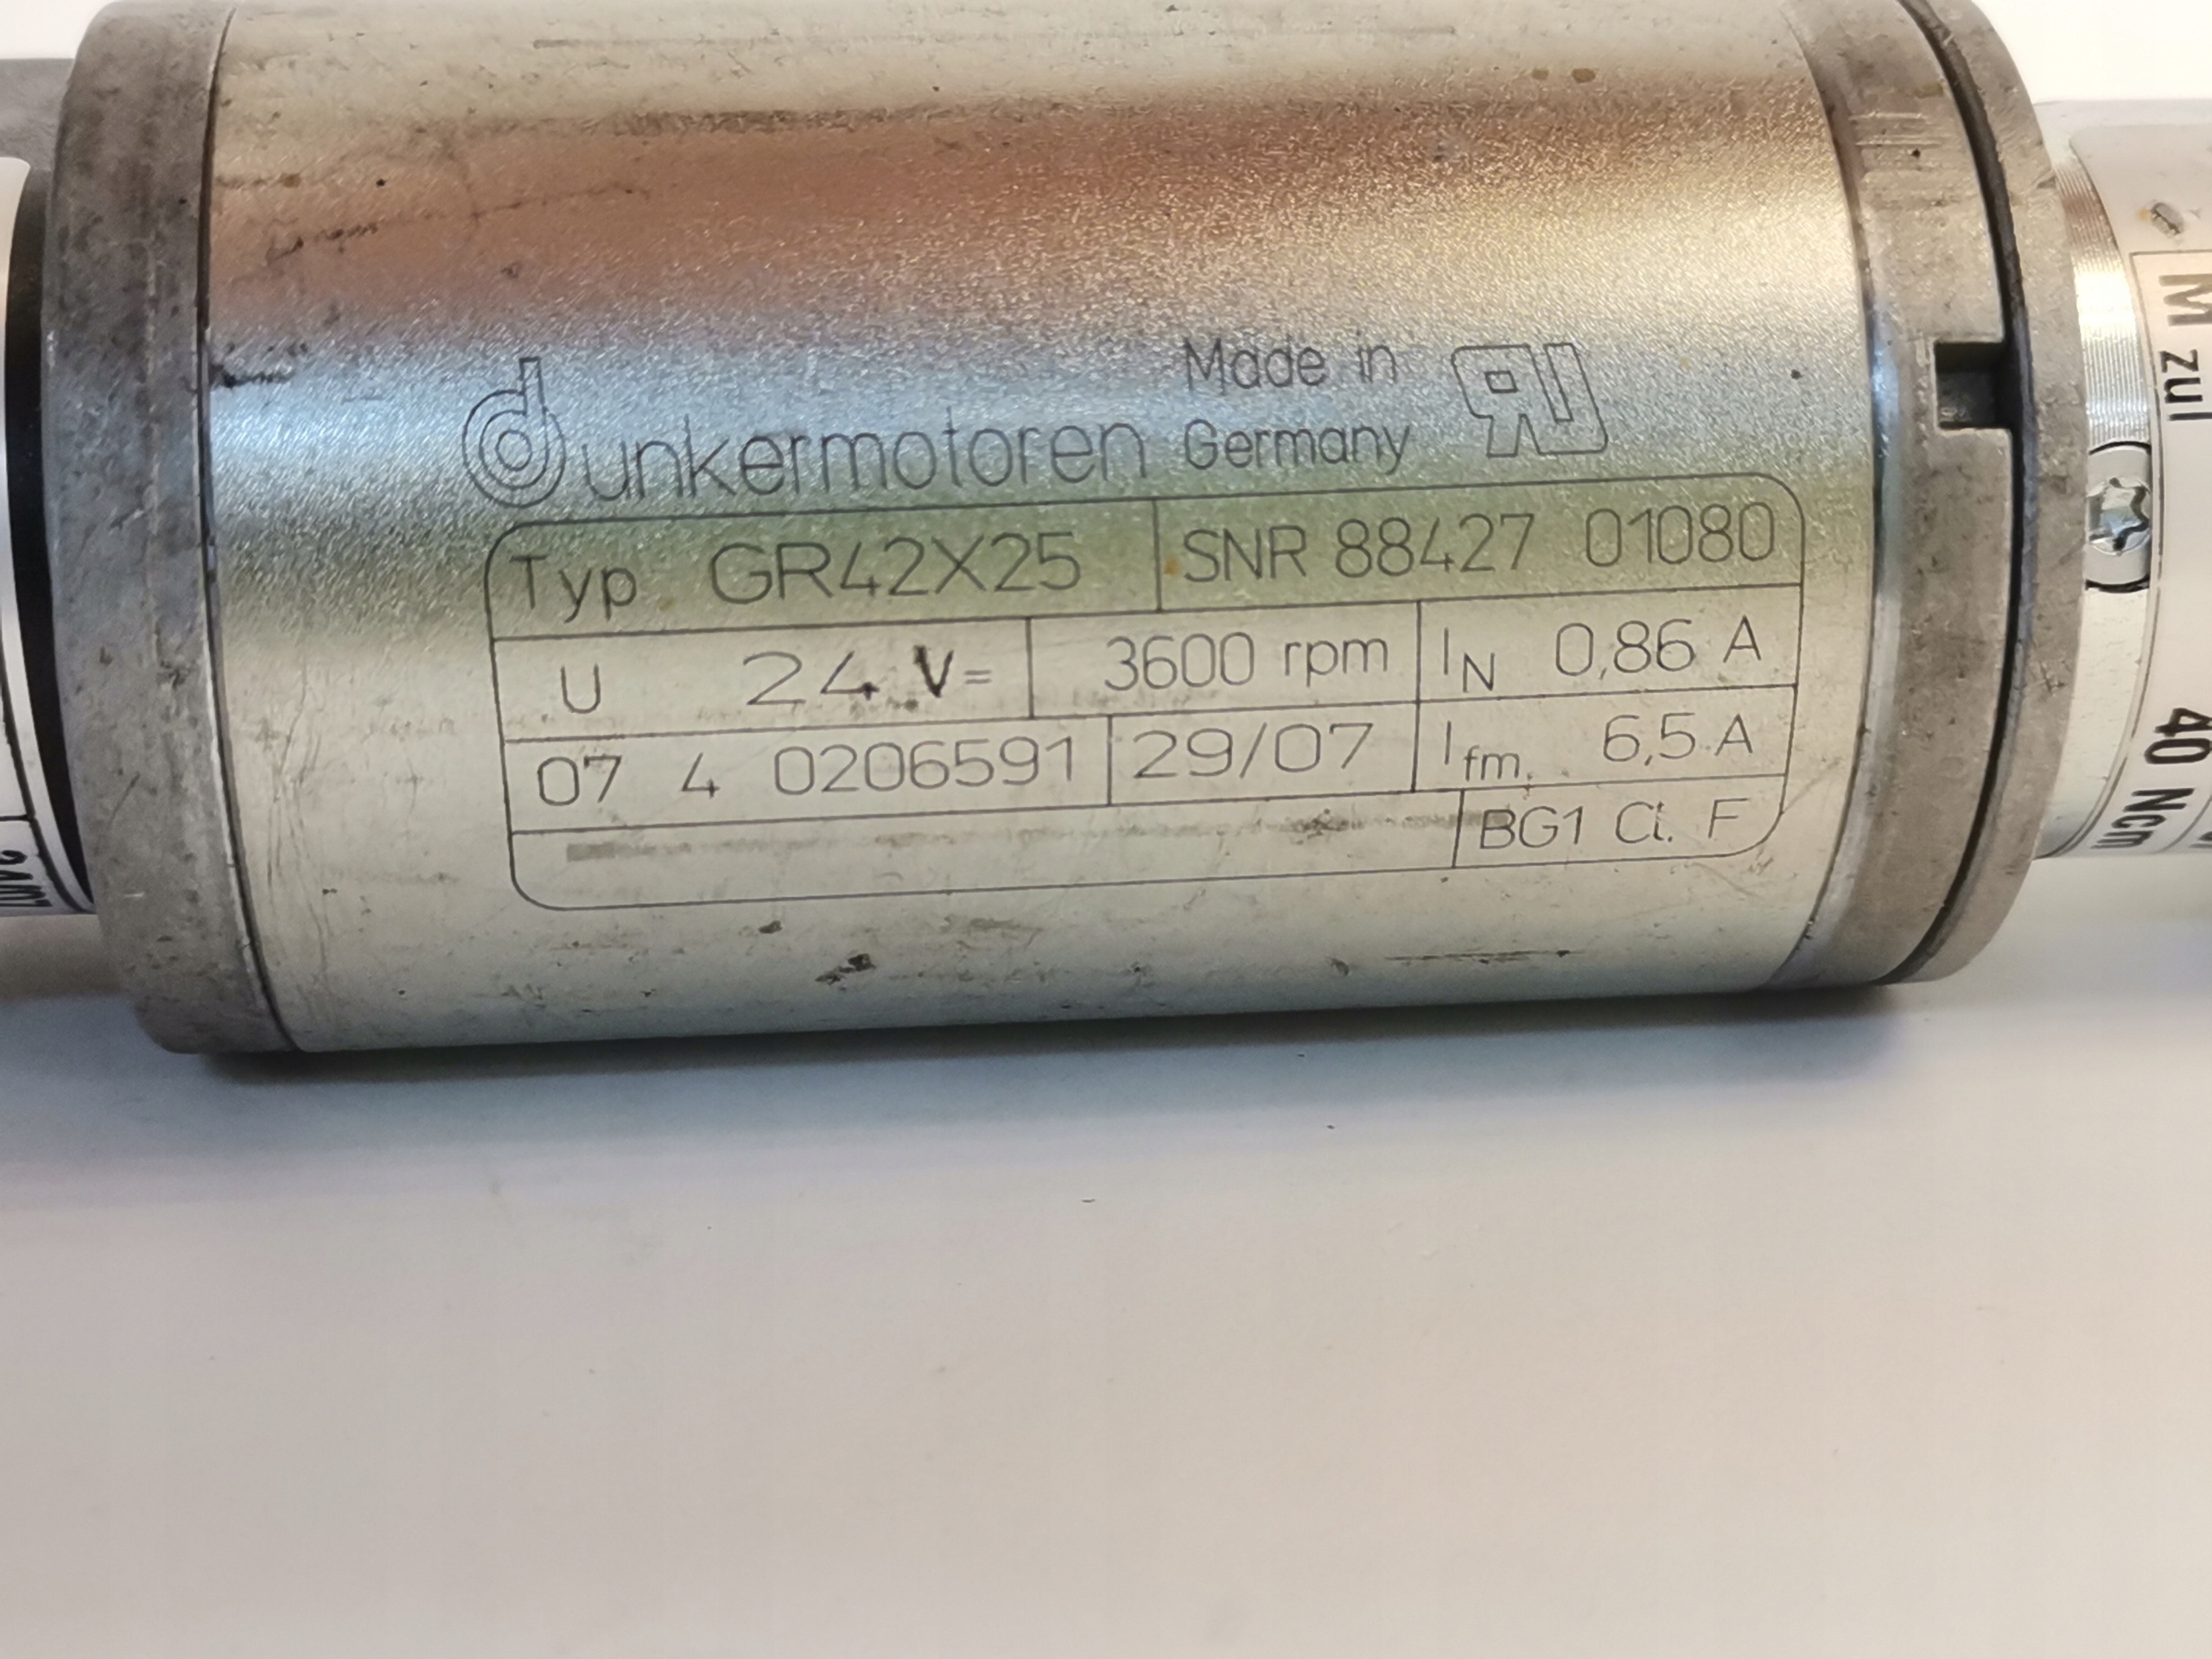 dunkermotoren Made in Germany
Typ GR42X25 SNR 88427 01080
U 24 V= 3600 rpm IN 0,86 A
07 4 0206591 29/07 Ifm. 6,5 A
BG1 Cl. F
M zul
40 Ncm